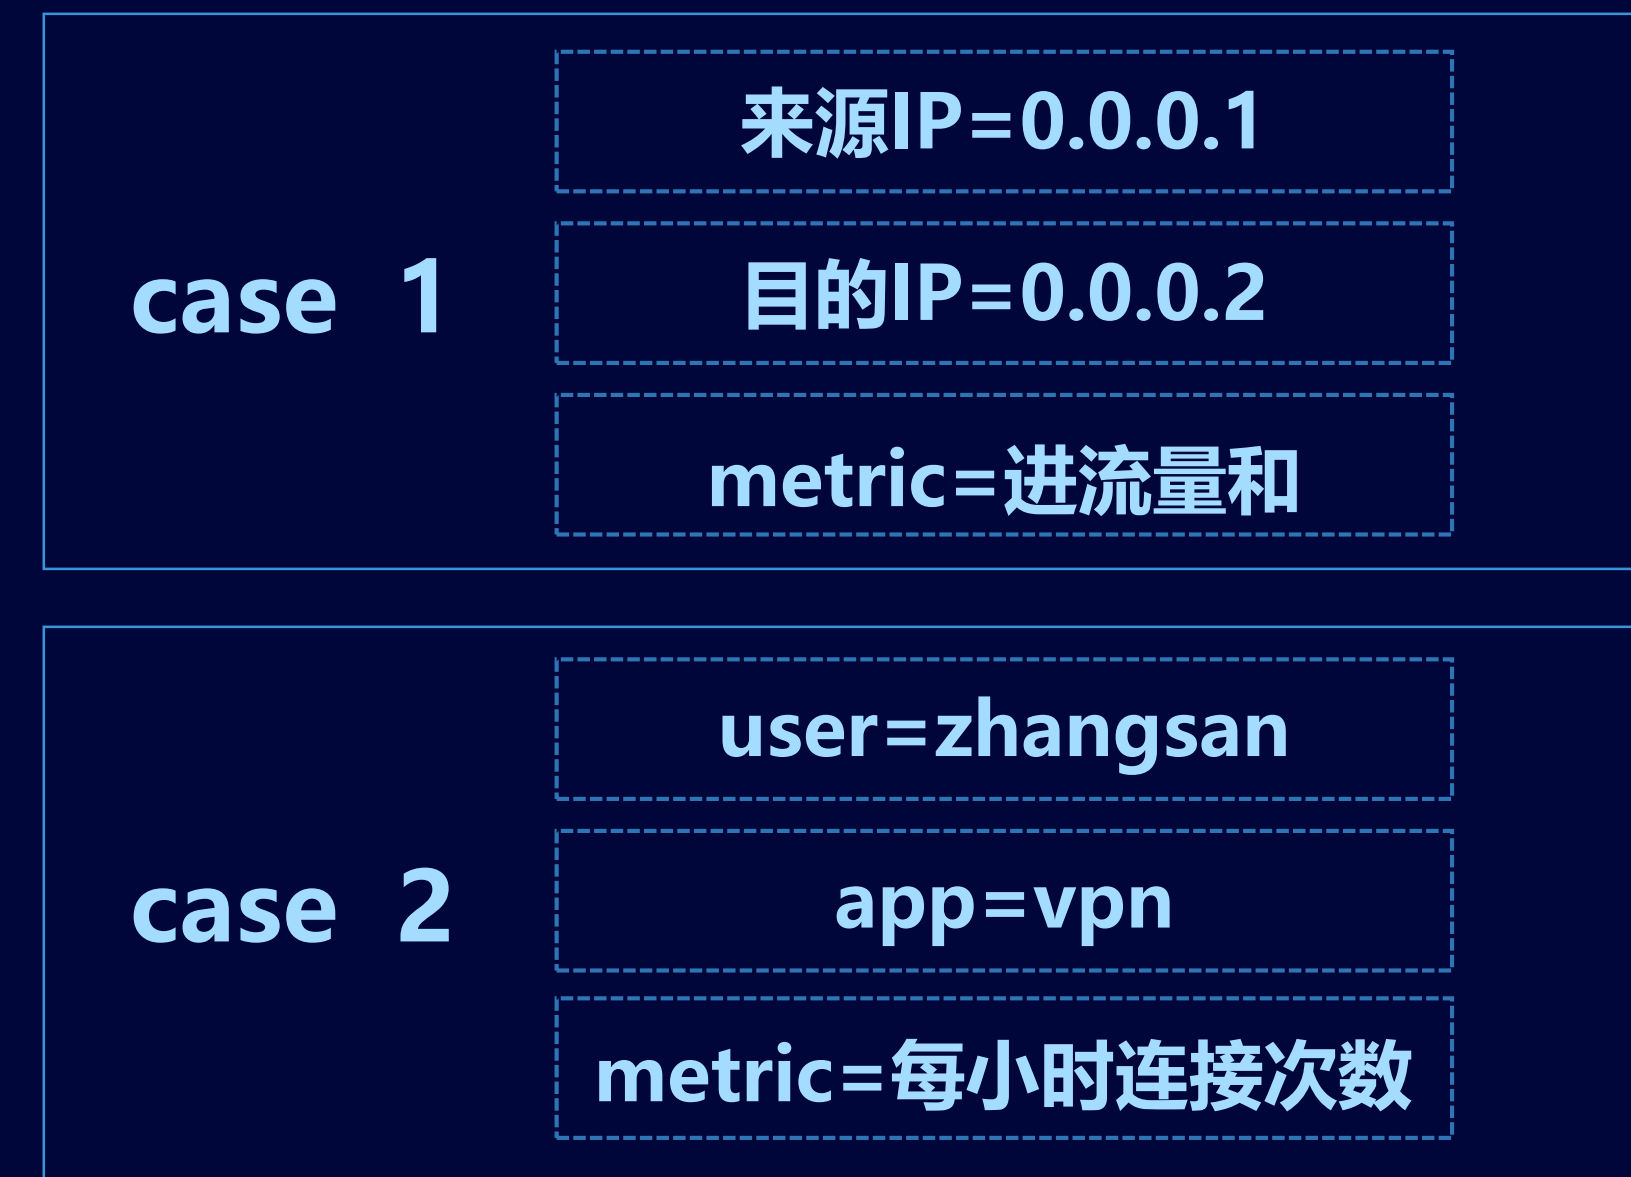 case 1
来源IP=0.0.0.1
目的IP=0.0.0.2
metric=进流量和
case 2
user=zhangsan
app=vpn
metric=每小时连接次数